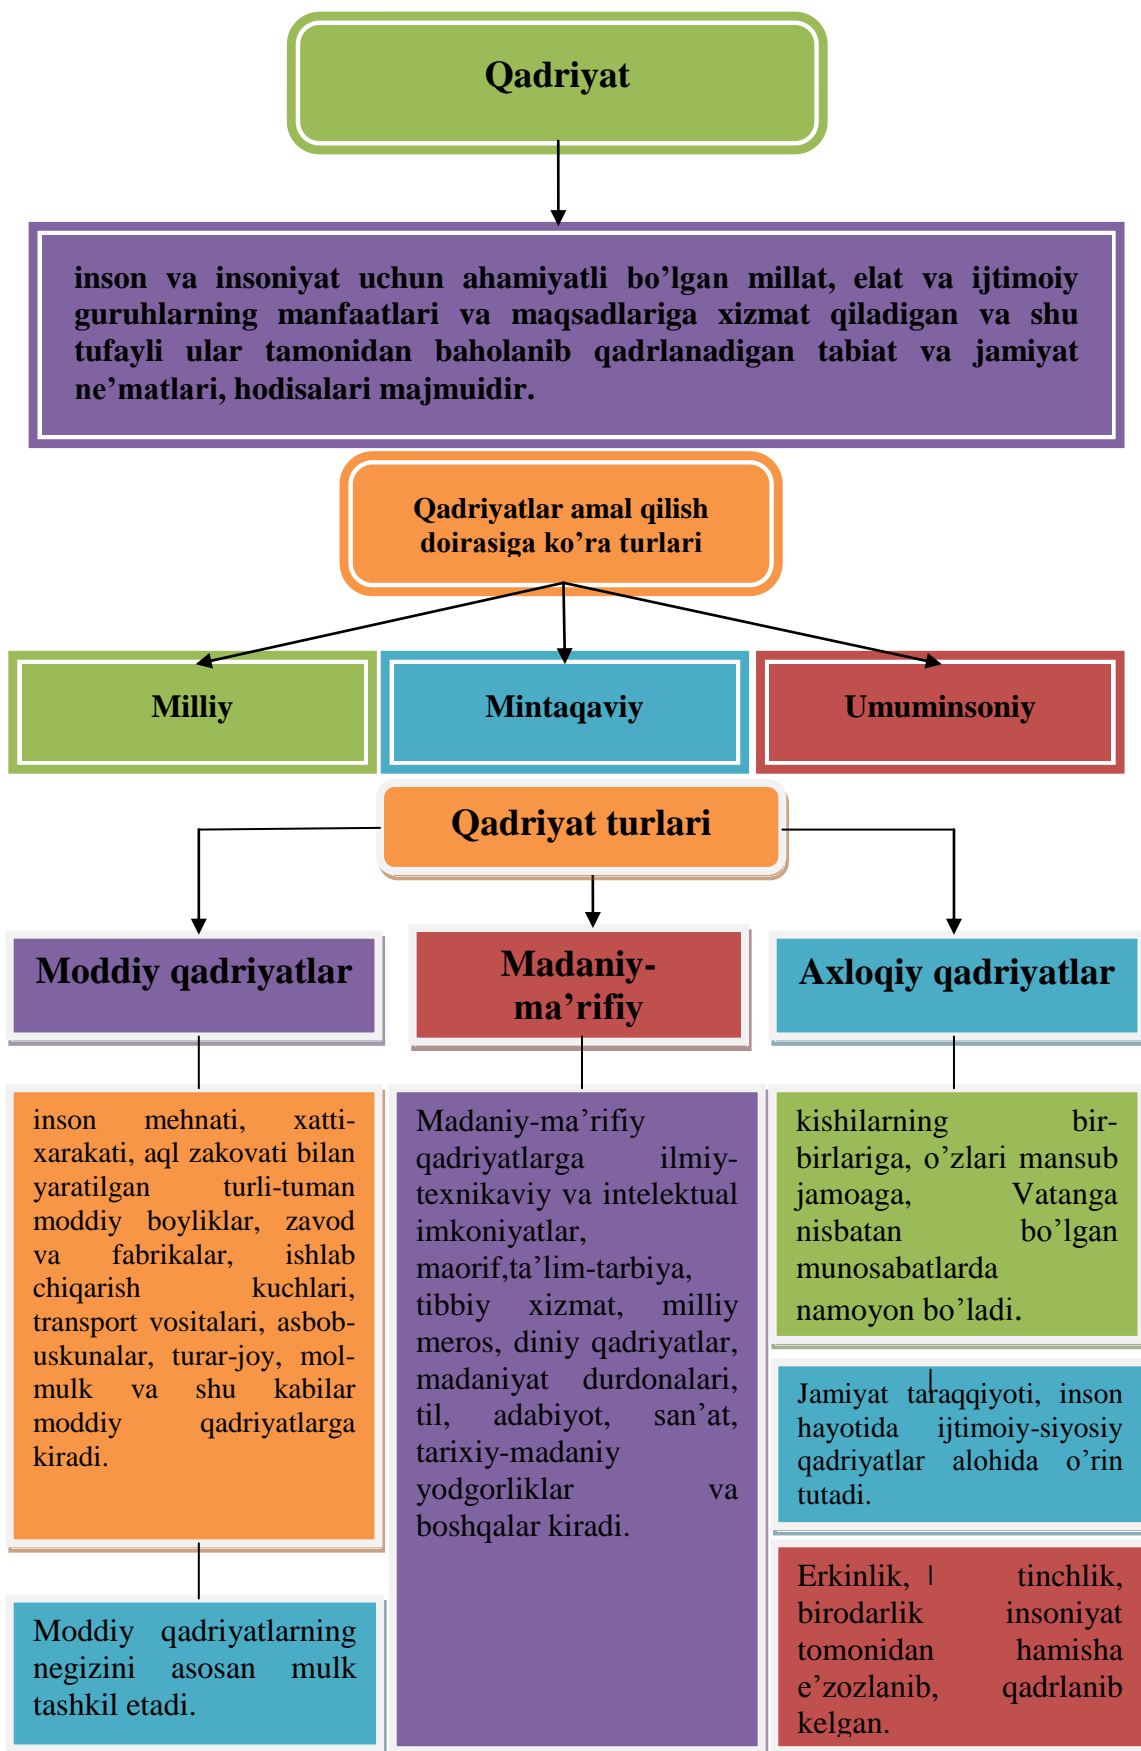 Qadriyat
inson va insoniyat uchun ahamiyatli bo’lgan millat, elat va ijtimoiy
guruhlarning manfaatlari va maqsadlariga xizmat qiladigan va shu
tufayli ular tamonidan baholanib qadrlanadigan tabiat va jamiyat
ne’matlari, hodisalari majmuidir.
Qadriyatlar amal qilish
doirasiga ko’ra turlari
Milliy
Mintaqaviy
Umuminsoniy
Qadriyat turlari
Moddiy qadriyatlar
Madaniy-
ma’rifiy
Axloqiy qadriyatlar
inson mehnati, xatti-
xarakati, aql zakovati bilan
yaratilgan turli-tuman
moddiy boyliklar, zavod
va fabrikalar, ishlab
chiqarish kuchlari,
transport vositalari, asbob-
uskunalar, turar-joy, mol-
mulk va shu kabilar
moddiy qadriyatlarga
kiradi.
Moddiy qadriyatlarning
negizini asosan mulk
tashkil etadi.
Madaniy-ma’rifiy
qadriyatlarga ilmiy-
texnikaviy va intelektual
imkoniyatlar,
maorif,ta’lim-tarbiya,
tibbiy xizmat, milliy
meros, diniy qadriyatlar,
madaniyat durdonalari,
til, adabiyot, san’at,
tarixiy-madaniy
yodgorliklar va
boshqalar kiradi.
kishilarning bir-
birlariga, o’zlari mansub
jamoaga, Vatanga
nisbatan bo’lgan
munosabatlarda
namoyon bo’ladi.
Jamiyat taraqqiyoti, inson
hayotida ijtimoiy-siyosiy
qadriyatlar alohida o’rin
tutadi.
Erkinlik, tinchlik,
birodarlik insoniyat
tomonidan hamisha
e’zozlanib, qadrlanib
kelgan.